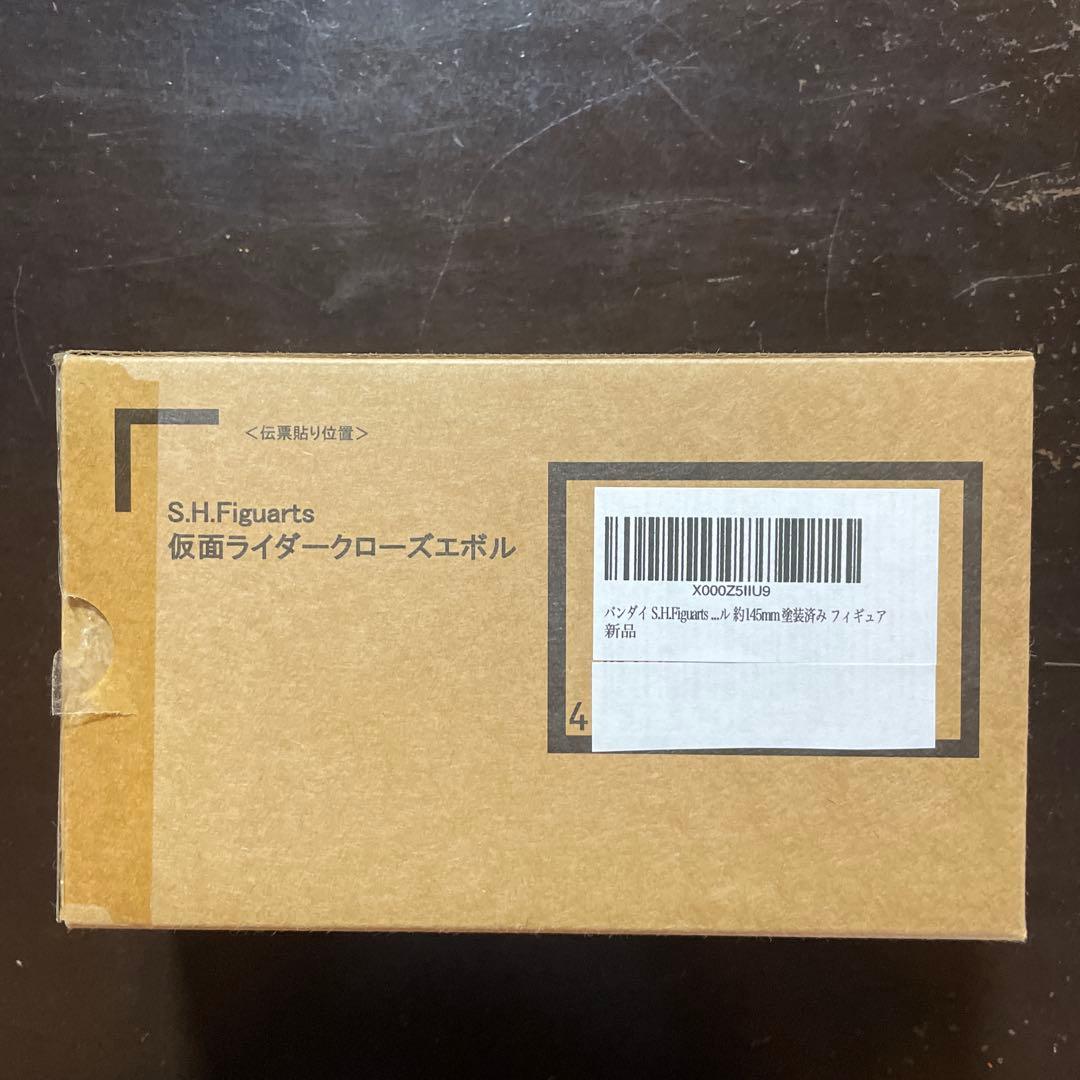 <伝票貼り位置>
S.H.Figuarts
仮面ライダークローズエボル
X000Z5IIU9
バンダイ S.H.Figuarts ...ル 約145mm 塗装済み フィギュア
新品
4